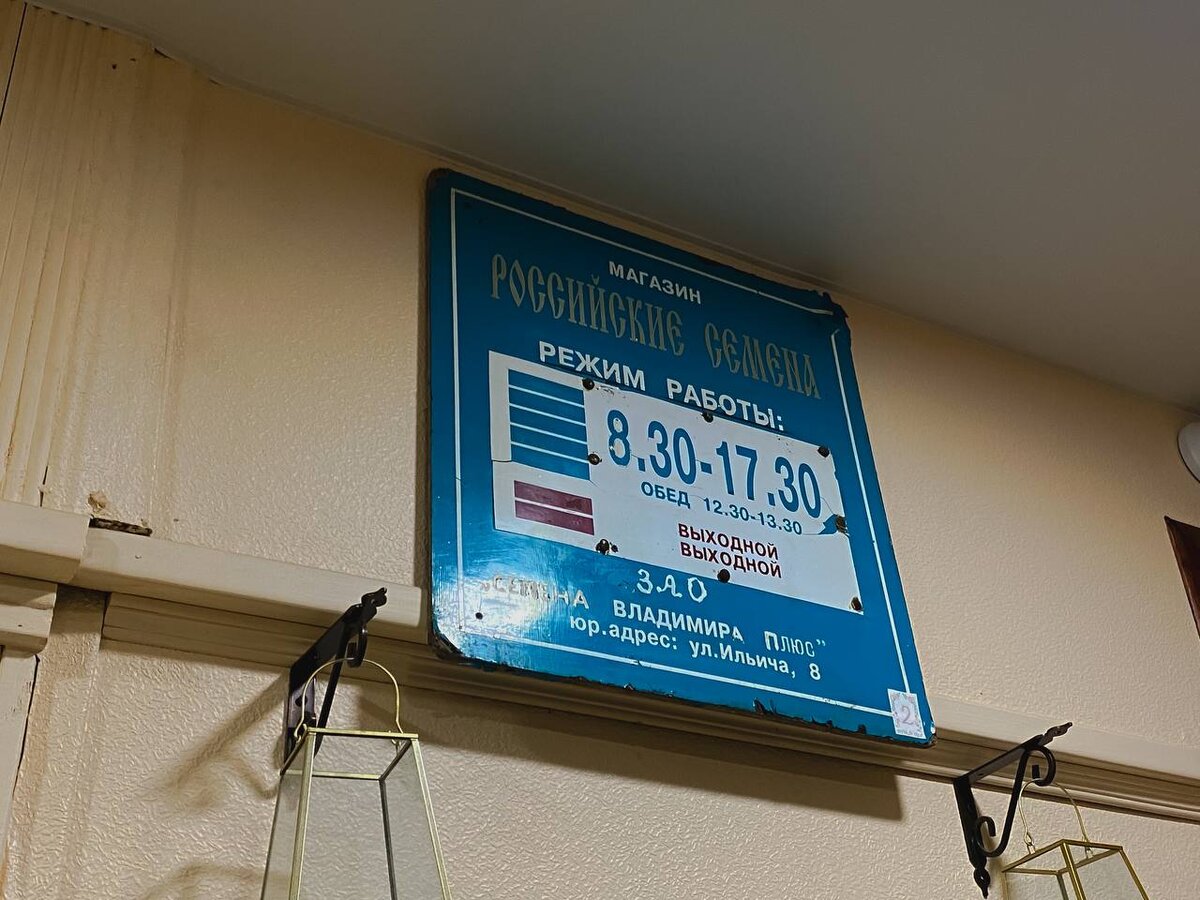 МАГАЗИН
РОССИЙСКИЕ СЕМЕНА
РЕЖИМ РАБОТЫ:
8.30-17.30
ОБЕД 12.30-13.30
ВЫХОДНОЙ
ВЫХОДНОЙ
ЗАО
„СЕМЕНА ВЛАДИМИРА ПЛЮС"
юр.адрес: ул.Ильича, 8
2